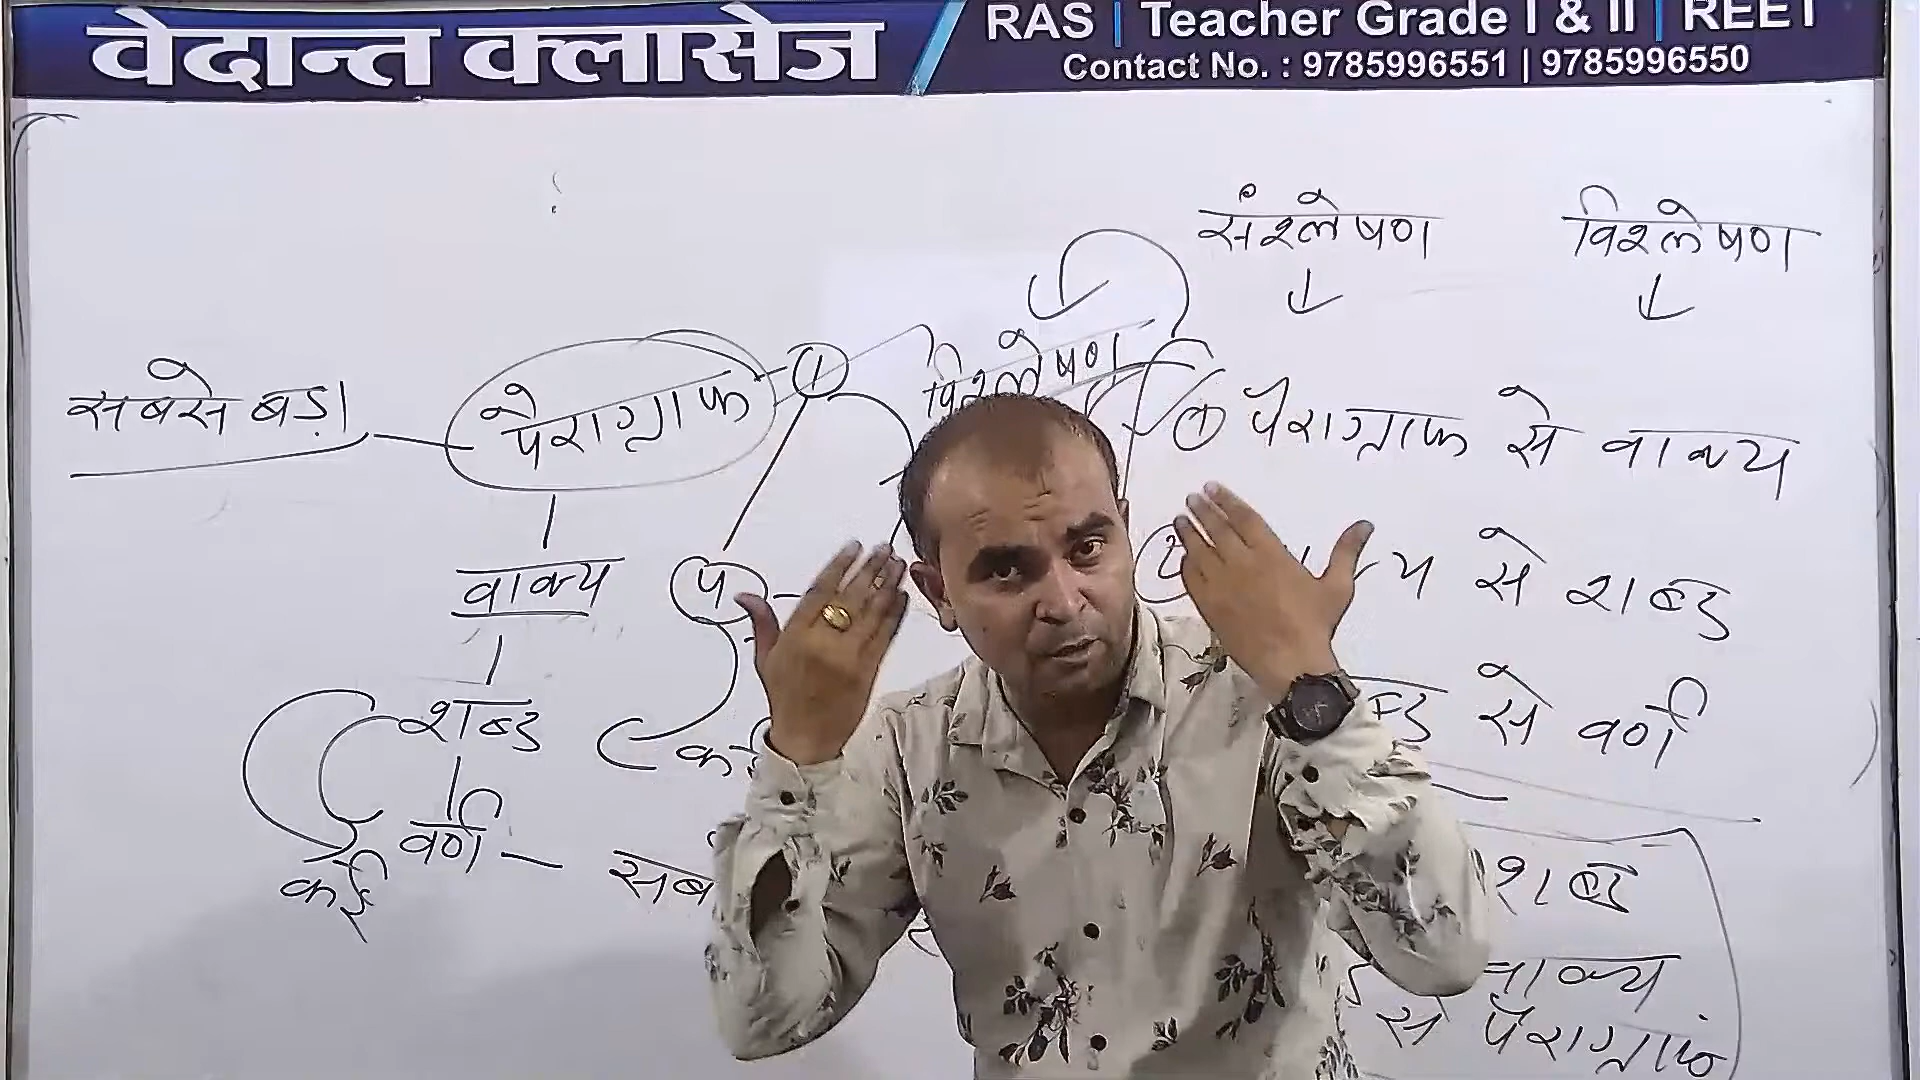 वेदान्त क्लासेज
RAS | Teacher Grade I & II | REET
Contact No. : 9785996551 | 9785996550
संश्लेषण विश्लेषण
विश्लेषण
सबसे बड़ा पैराग्राफ 1 1 पैराग्राफ से वाक्य
वाक्य प से शब्द
शब्द से वर्ण
वर्ण
कई
शब्द
वाक्य
से पैराग्राफ